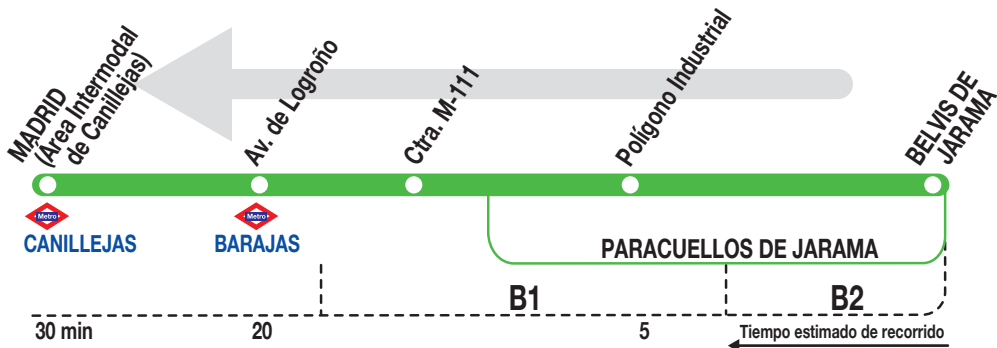 MADRID
(Área Intermodal
de Canillejas)
Av. de Logroño
Ctra. M-111
Polígono Industrial
BELVIS DE
JARAMA
Metro
CANILLEJAS
Metro
BARAJAS
PARACUELLOS DE JARAMA
B1
B2
30 min
20
5
Tiempo estimado de recorrido